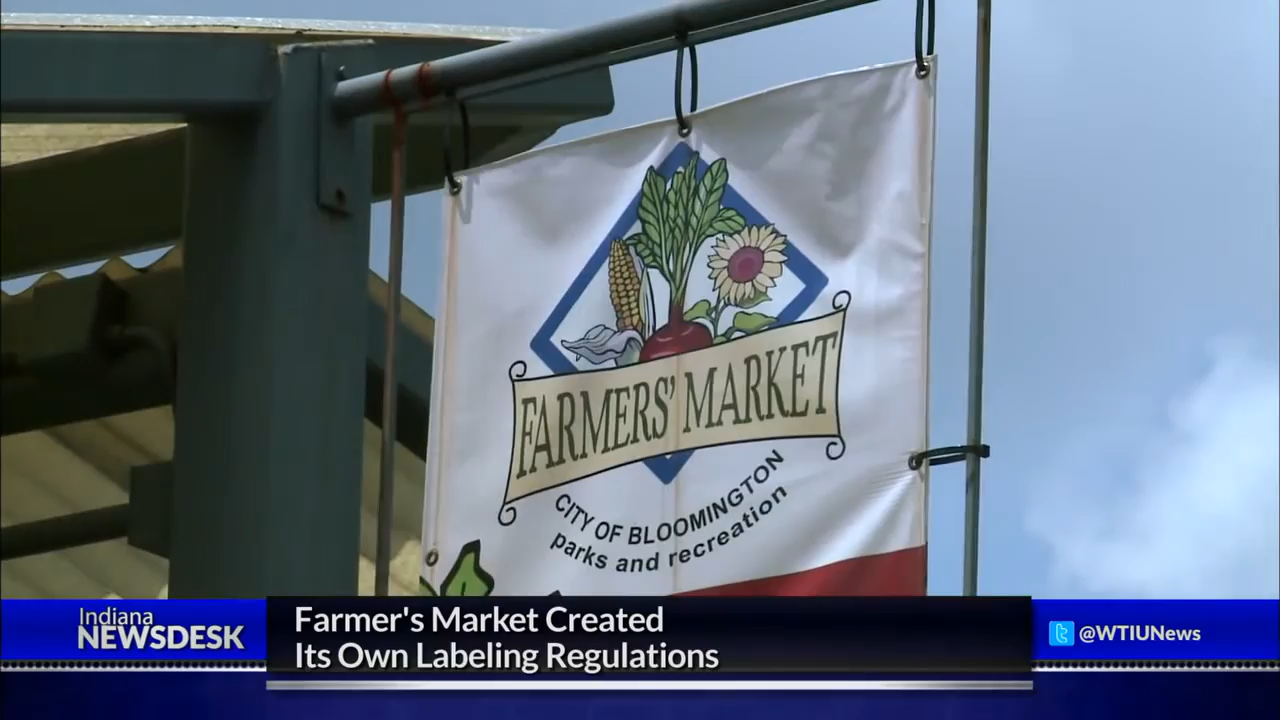 FARMERS' MARKET
CITY OF BLOOMINGTON
parks and recreation
Indiana
NEWSDESK
Farmer's Market Created
Its Own Labeling Regulations
@WTIUNews